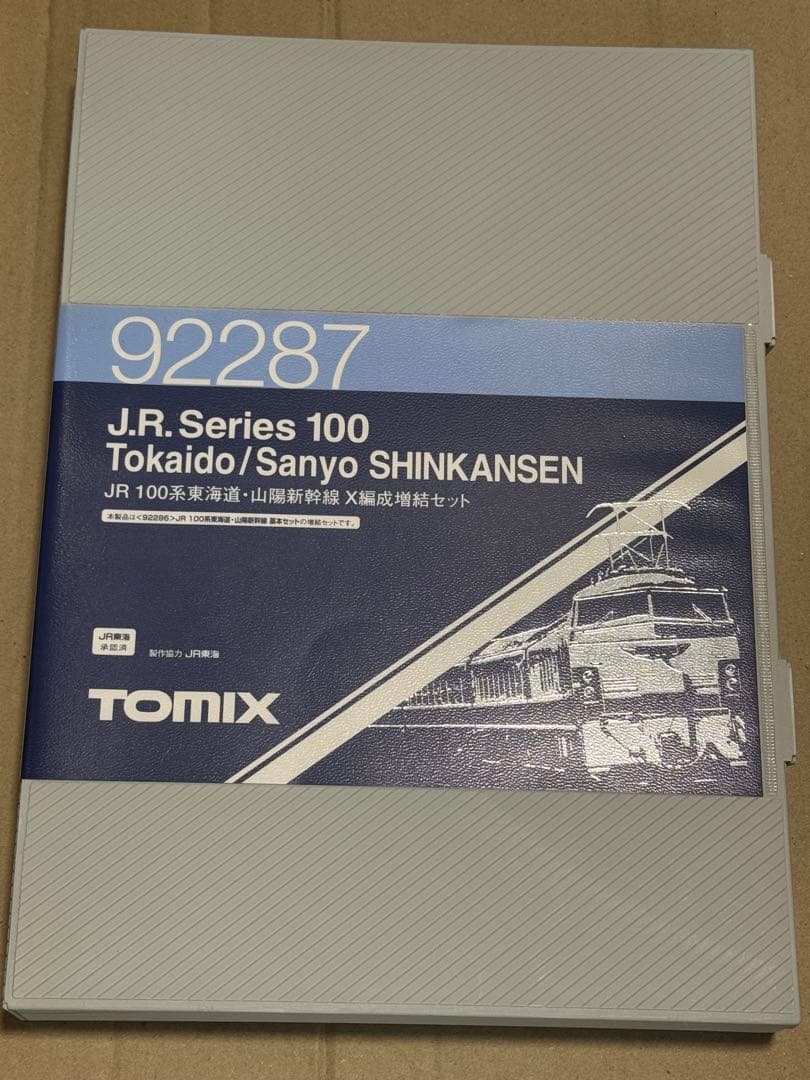 92287
J.R. Series 100
Tokaido/Sanyo SHINKANSEN
JR 100系東海道・山陽新幹線 X編成増結セット
本製品は<92286>JR 100系東海道・山陽新幹線 基本セットの増結セットです。
JR東海
承認済
製作協力 JR東海
TOMIX